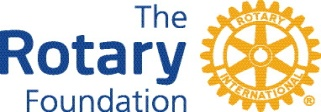 The
Rotary
Foundation
ROTARY
INTERNATIONAL
®